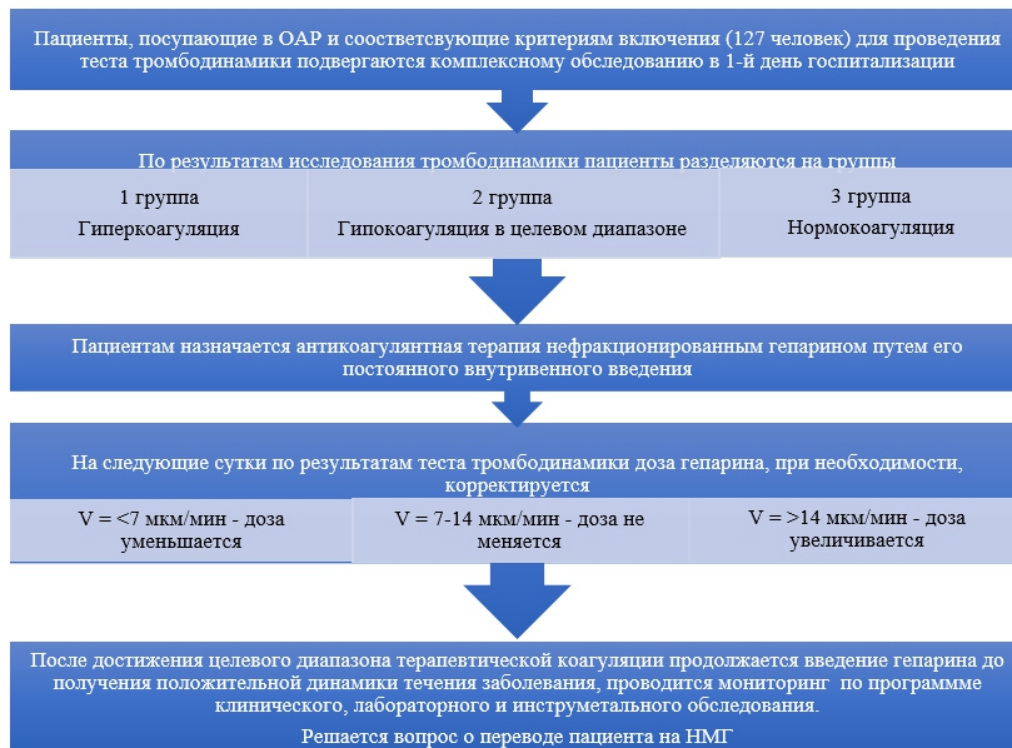 Пациенты, посупающие в ОАР и соостветсвующие критериям включения (127 человек) для проведения
теста тромбодинамики подвергаются комплексному обследованию в 1-й день госпитализации
По результатам исследования тромбодинамики пациенты разделяются на группы
1 группа
Гиперкоагуляция
2 группа
Гипокоагуляция в целевом диапазоне
3 группа
Нормокоагуляция
Пациентам назначается антикоагулянтная терапия нефракционированным гепарином путем его
постоянного внутривенного введения
На следующие сутки по результатам теста тромбодинамики доза гепарина, при необходимости,
корректируется
V = <7 мкм/мин - доза
уменьшается
V = 7-14 мкм/мин - доза не
меняется
V = >14 мкм/мин - доза
увеличивается
После достижения целевого диапазона терапевтической коагуляции продолжается введение гепарина до
получения положительной динамики течения заболевания, проводится мониторинг по программме
клинического, лабораторного и инструметального обследования.
Решается вопрос о переводе пациента на НМГ